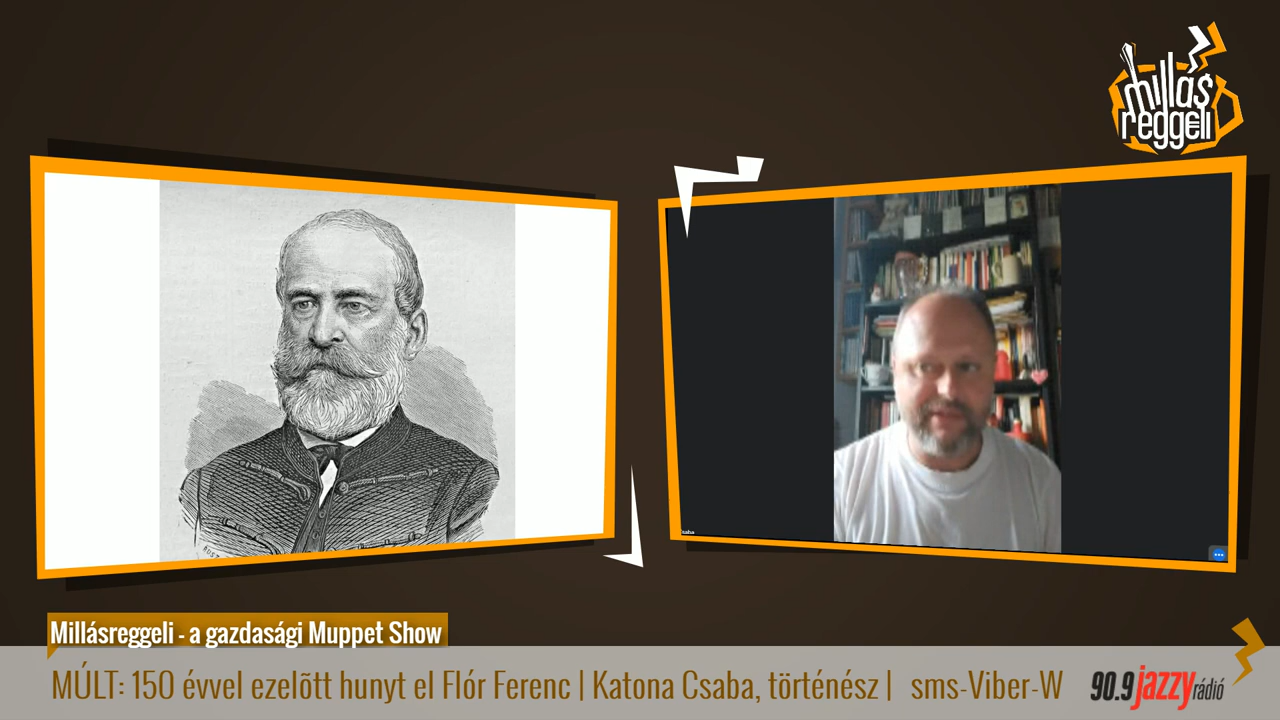 millás
reggeli
Millásreggeli - a gazdasági Muppet Show
MÚLT: 150 évvel ezelõtt hunyt el Flór Ferenc | Katona Csaba, történész | sms-Viber-W
90.9 jazzy rádió